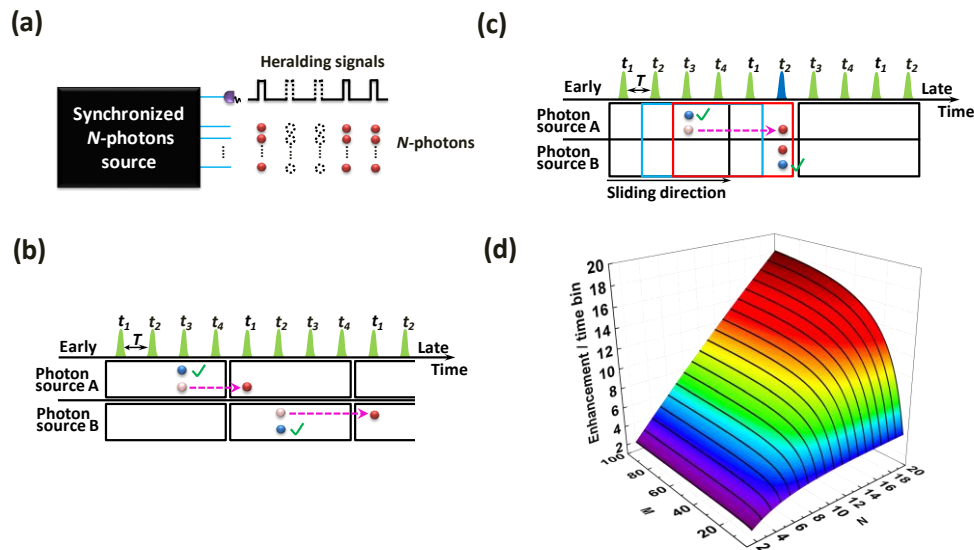 (a)
Heralding signals
Synchronized
N-photons
source
N-photons
(b)
t1 t2 t3 t4 t1 t2 t3 t4 t1 t2
T
Early
Late
Time
Photon
source A
Photon
source B
(c)
t1 t2 t3 t4 t1 t2 t3 t4 t1 t2
T
Early
Late
Time
Photon
source A
Photon
source B
Sliding direction
(d)
Enhancement / time bin
20
18
16
14
12
10
8
6
4
2
100
80
60
40
20
M
2
4
6
8
10
12
14
16
18
20
N